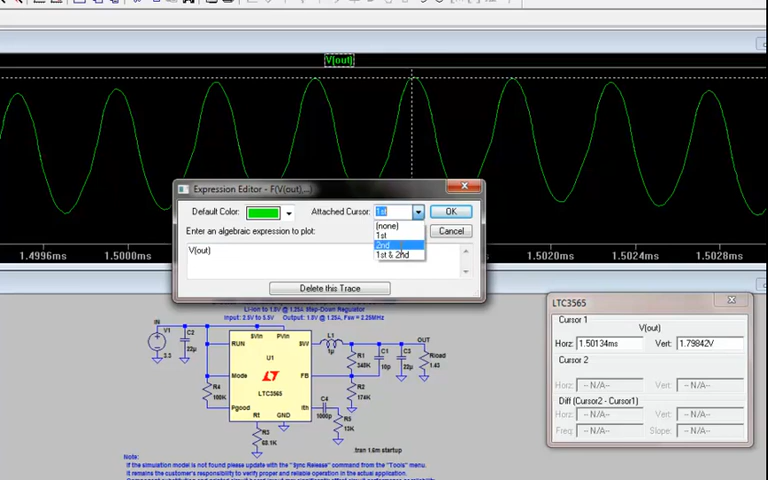 V[out]
Expression Editor - F(V(out)...)
Default Color:
Attached Cursor: 1st
OK
(none)
Enter an algebraic expression to plot:
1st
Cancel
2nd
V(out)
1st & 2nd
1.4996ms 1.5000ms 1.5020ms 1.5024ms 1.5028ms
Delete this Trace
Li-Ion to 1.8V @ 1.25A Step-Down Regulator
Input: 2.5V to 5.5V Output: 1.8V @ 1.25A, Fsw = 2.25MHz
IN
V1
3.3
C2
22µ
SVin PVin
RUN SW
U1
Mode FB
LTC3565
Pgood Ith
Rt GND
L1
1µ
OUT
R1
348K
C1
10p
C3
22µ
Rload
1.43
R2
174K
R4
100K
C4
1000p
R5
13K
R3
68.1K
.tran 1.6m startup
Note:
If the simulation model is not found please update with the "Sync Release" command from the "Tools" menu.
It remains the customer's responsibility to verify proper and reliable operation in the actual application.
LTC3565
Cursor 1
V(out)
Horz: 1.50134ms Vert: 1.79842V
Cursor 2
Horz: -- N/A-- Vert: -- N/A--
Diff (Cursor2 - Cursor1)
Horz: -- N/A-- Vert: -- N/A--
Freq: -- N/A-- Slope: -- N/A--